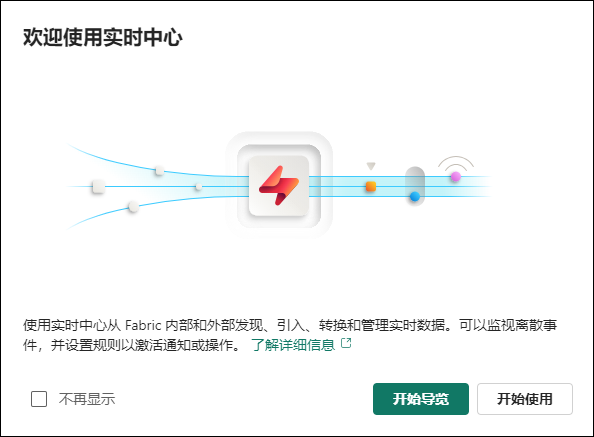 欢迎使用实时中心
使用实时中心从 Fabric 内部和外部发现、引入、转换和管理实时数据。可以监视离散事
件，并设置规则以激活通知或操作。 了解详细信息
不再显示
开始导览
开始使用